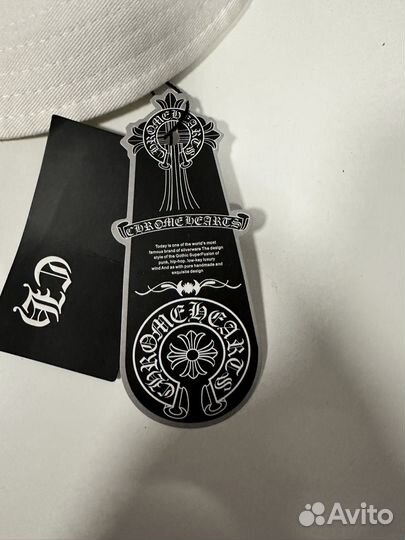 CHROME HEARTS
CHROME HEARTS
Today is one of the world's most
famous brand of silverware The design
style of the Gothic SuperFusion of
punk, hip-hop, low-key luxury
wind And as with pure handmade and
exquisite design
CHROME HEARTS
CH
Avito